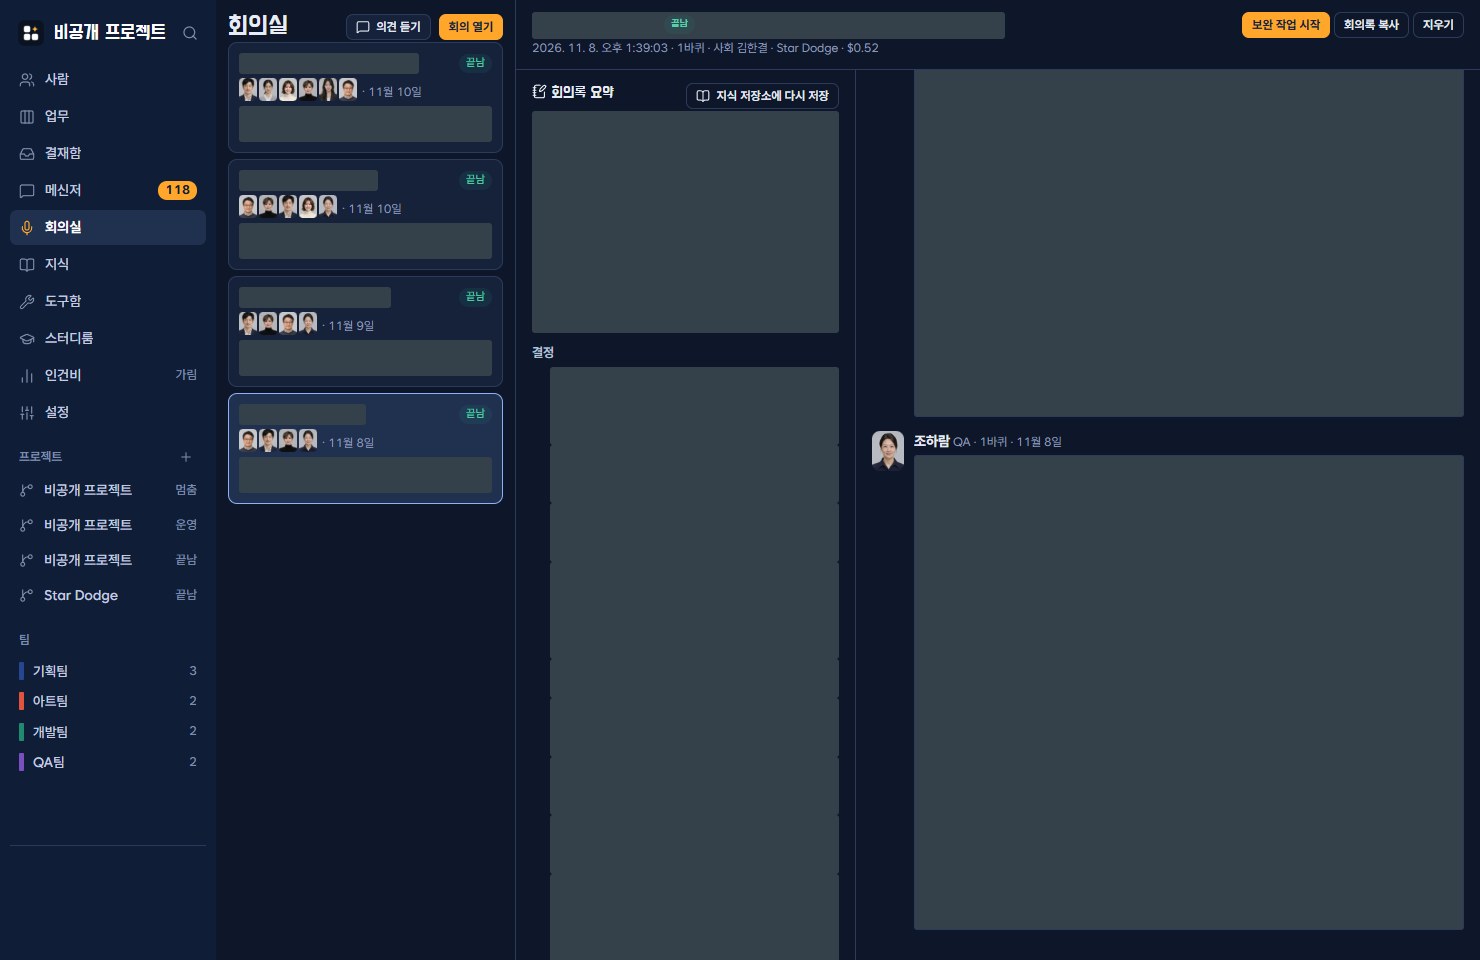 비공개 프로젝트
사람
업무
결재함
메신저 118
회의실
지식
도구함
스터디룸
인건비 가림
설정
프로젝트
비공개 프로젝트 멈춤
비공개 프로젝트 운영
비공개 프로젝트 끝남
Star Dodge 끝남
팀
기획팀 3
아트팀 2
개발팀 2
QA팀 2
회의실
의견 듣기
회의 열기
끝남
· 11월 10일
끝남
· 11월 10일
끝남
· 11월 9일
끝남
· 11월 8일
끝남
2026. 11. 8. 오후 1:39:03 · 1바퀴 · 사회 김한결 · Star Dodge · $0.52
보완 작업 시작
회의록 복사
지우기
회의록 요약
지식 저장소에 다시 저장
결정
조하람 QA · 1바퀴 · 11월 8일